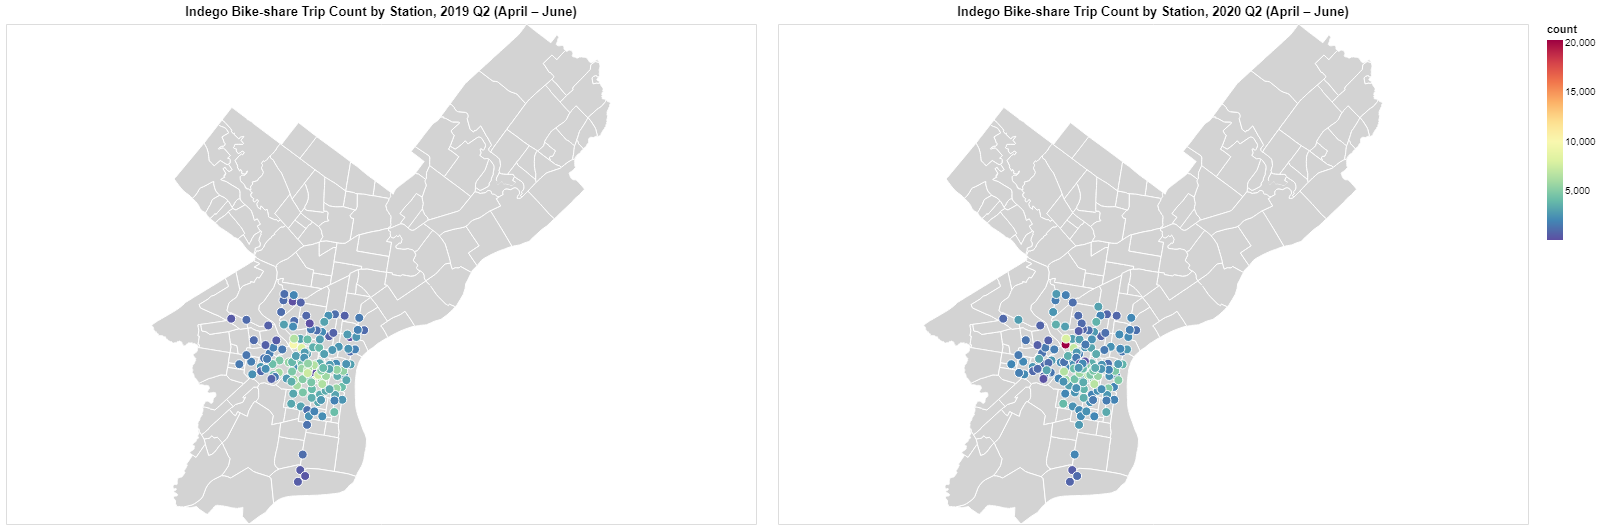 Indego Bike-share Trip Count by Station, 2019 Q2 (April – June)
Indego Bike-share Trip Count by Station, 2020 Q2 (April – June)
count
20,000
15,000
10,000
5,000